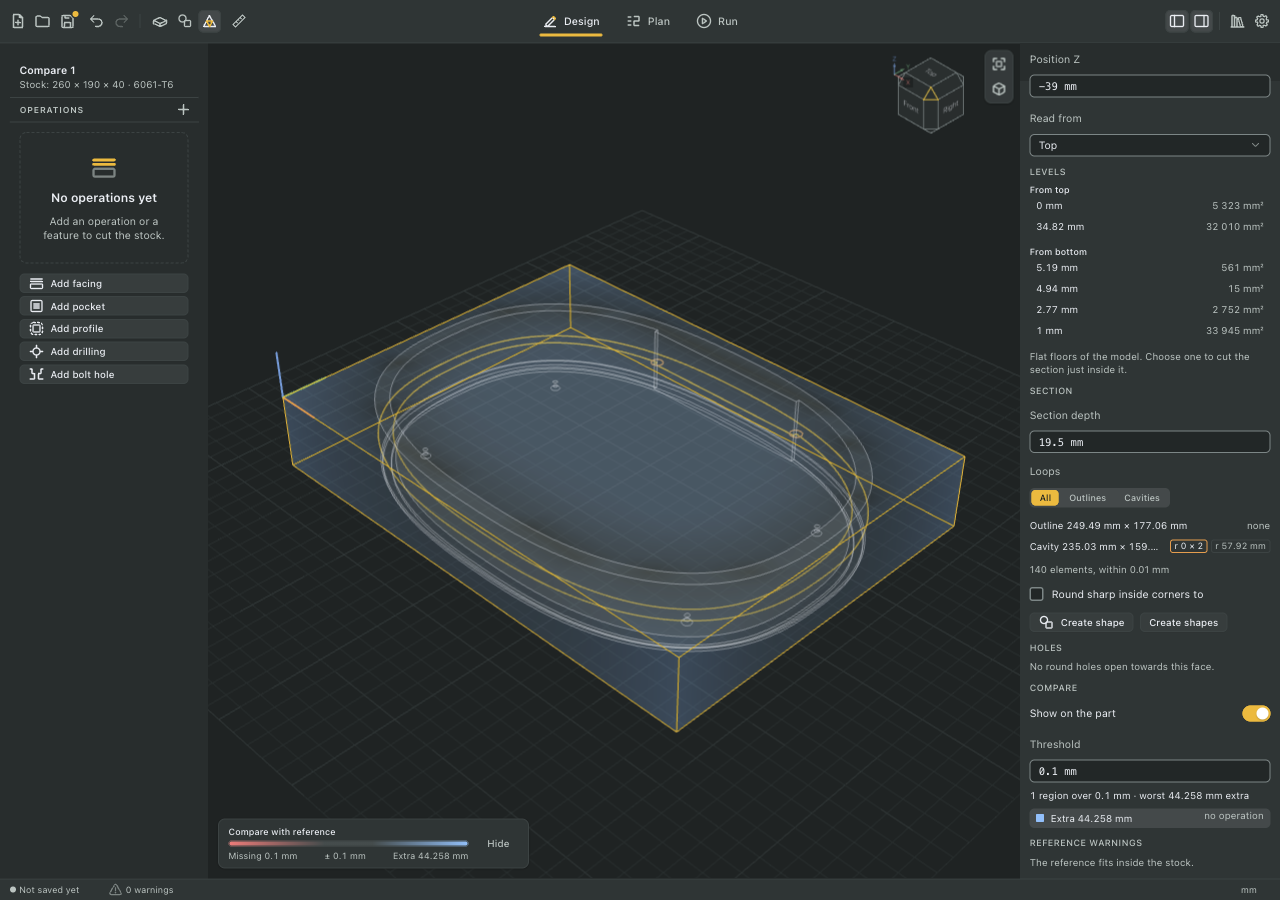 Design
Plan
Run
Compare 1
Stock: 260 × 190 × 40 · 6061-T6
OPERATIONS
No operations yet
Add an operation or a
feature to cut the stock.
Add facing
Add pocket
Add profile
Add drilling
Add bolt hole
Top
Front
Right
Compare with reference
Hide
Missing 0.1 mm
± 0.1 mm
Extra 44.258 mm
Position Z
−39 mm
Read from
Top
LEVELS
From top
0 mm 5 323 mm²
34.82 mm 32 010 mm²
From bottom
5.19 mm 561 mm²
4.94 mm 15 mm²
2.77 mm 2 752 mm²
1 mm 33 945 mm²
Flat floors of the model. Choose one to cut the
section just inside it.
SECTION
Section depth
19.5 mm
Loops
All Outlines Cavities
Outline 249.49 mm × 177.06 mm none
Cavity 235.03 mm × 159.... r 0 × 2 r 57.92 mm
140 elements, within 0.01 mm
Round sharp inside corners to
Create shape Create shapes
HOLES
No round holes open towards this face.
COMPARE
Show on the part
Threshold
0.1 mm
1 region over 0.1 mm · worst 44.258 mm extra
Extra 44.258 mm no operation
REFERENCE WARNINGS
The reference fits inside the stock.
Not saved yet
0 warnings
mm